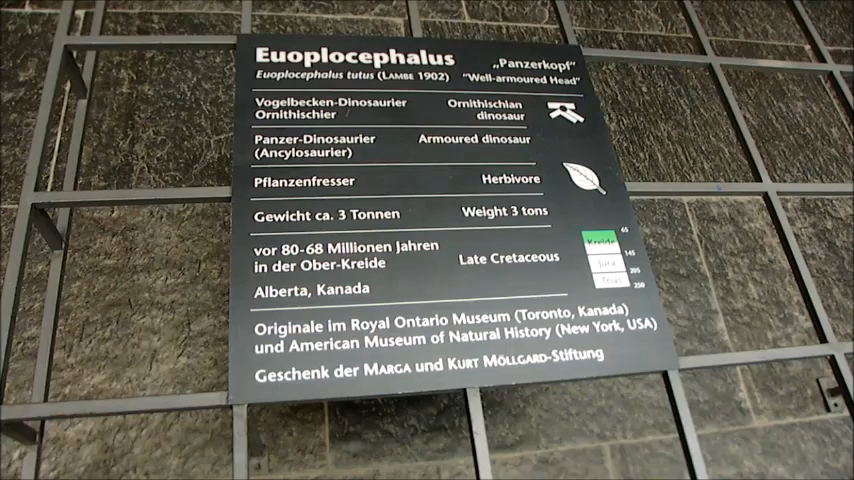 Euoplocephalus „Panzerkopf“
Euoplocephalus tutus (LAMBE 1902) “Well-armoured Head”
Vogelbecken-Dinosaurier Ornithischian
Ornithischier dinosaur
Panzer-Dinosaurier Armoured dinosaur
(Ancylosaurier)
Pflanzenfresser Herbivore
Gewicht ca. 3 Tonnen Weight 3 tons
vor 80-68 Millionen Jahren
in der Ober-Kreide Late Cretaceous
Alberta, Kanada
65
Kreide
145
Jura
205
Trias
250
Originale im Royal Ontario Museum (Toronto, Kanada)
und American Museum of Natural History (New York, USA)
Geschenk der MARGA und KURT MÖLLGARD-Stiftung